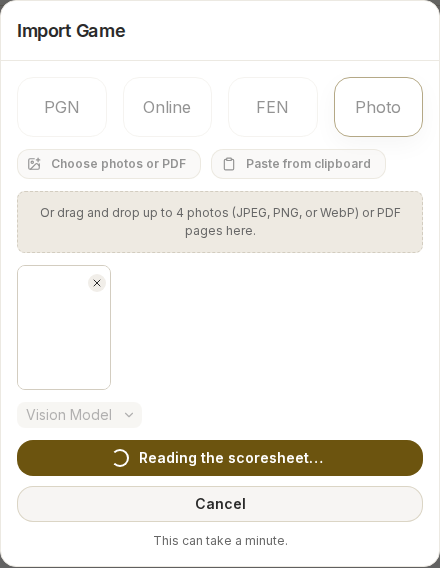 Import Game
PGN
Online
FEN
Photo
Choose photos or PDF
Paste from clipboard
Or drag and drop up to 4 photos (JPEG, PNG, or WebP) or PDF
pages here.
Vision Model
Reading the scoresheet...
Cancel
This can take a minute.